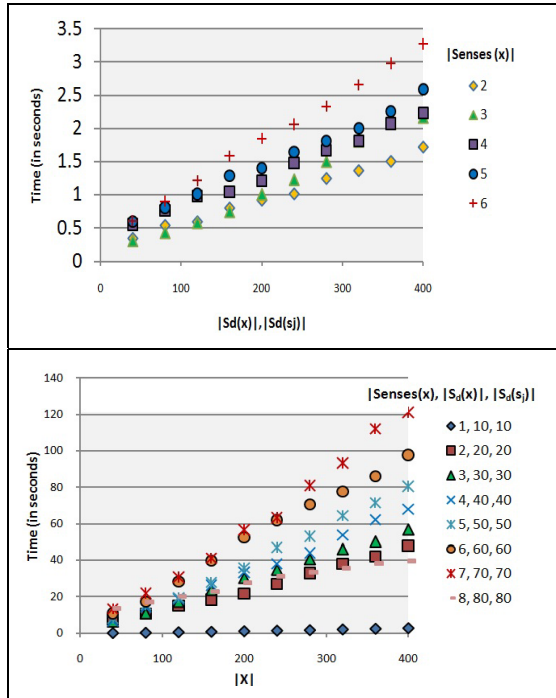 3.5
3
2.5
2
1.5
1
0.5
0
Time (in seconds)
0 100 200 300 400
|Sd(x)|,|Sd(sj)|
|Senses (x)|
2
3
4
5
6
140
120
100
80
60
40
20
0
Time (in seconds)
0 100 200 300 400
|X|
|Senses(x), |Sd(x)|, |Sd(sj)|
1, 10, 10
2, 20, 20
3, 30, 30
4, 40, 40
5, 50, 50
6, 60, 60
7, 70, 70
8, 80, 80